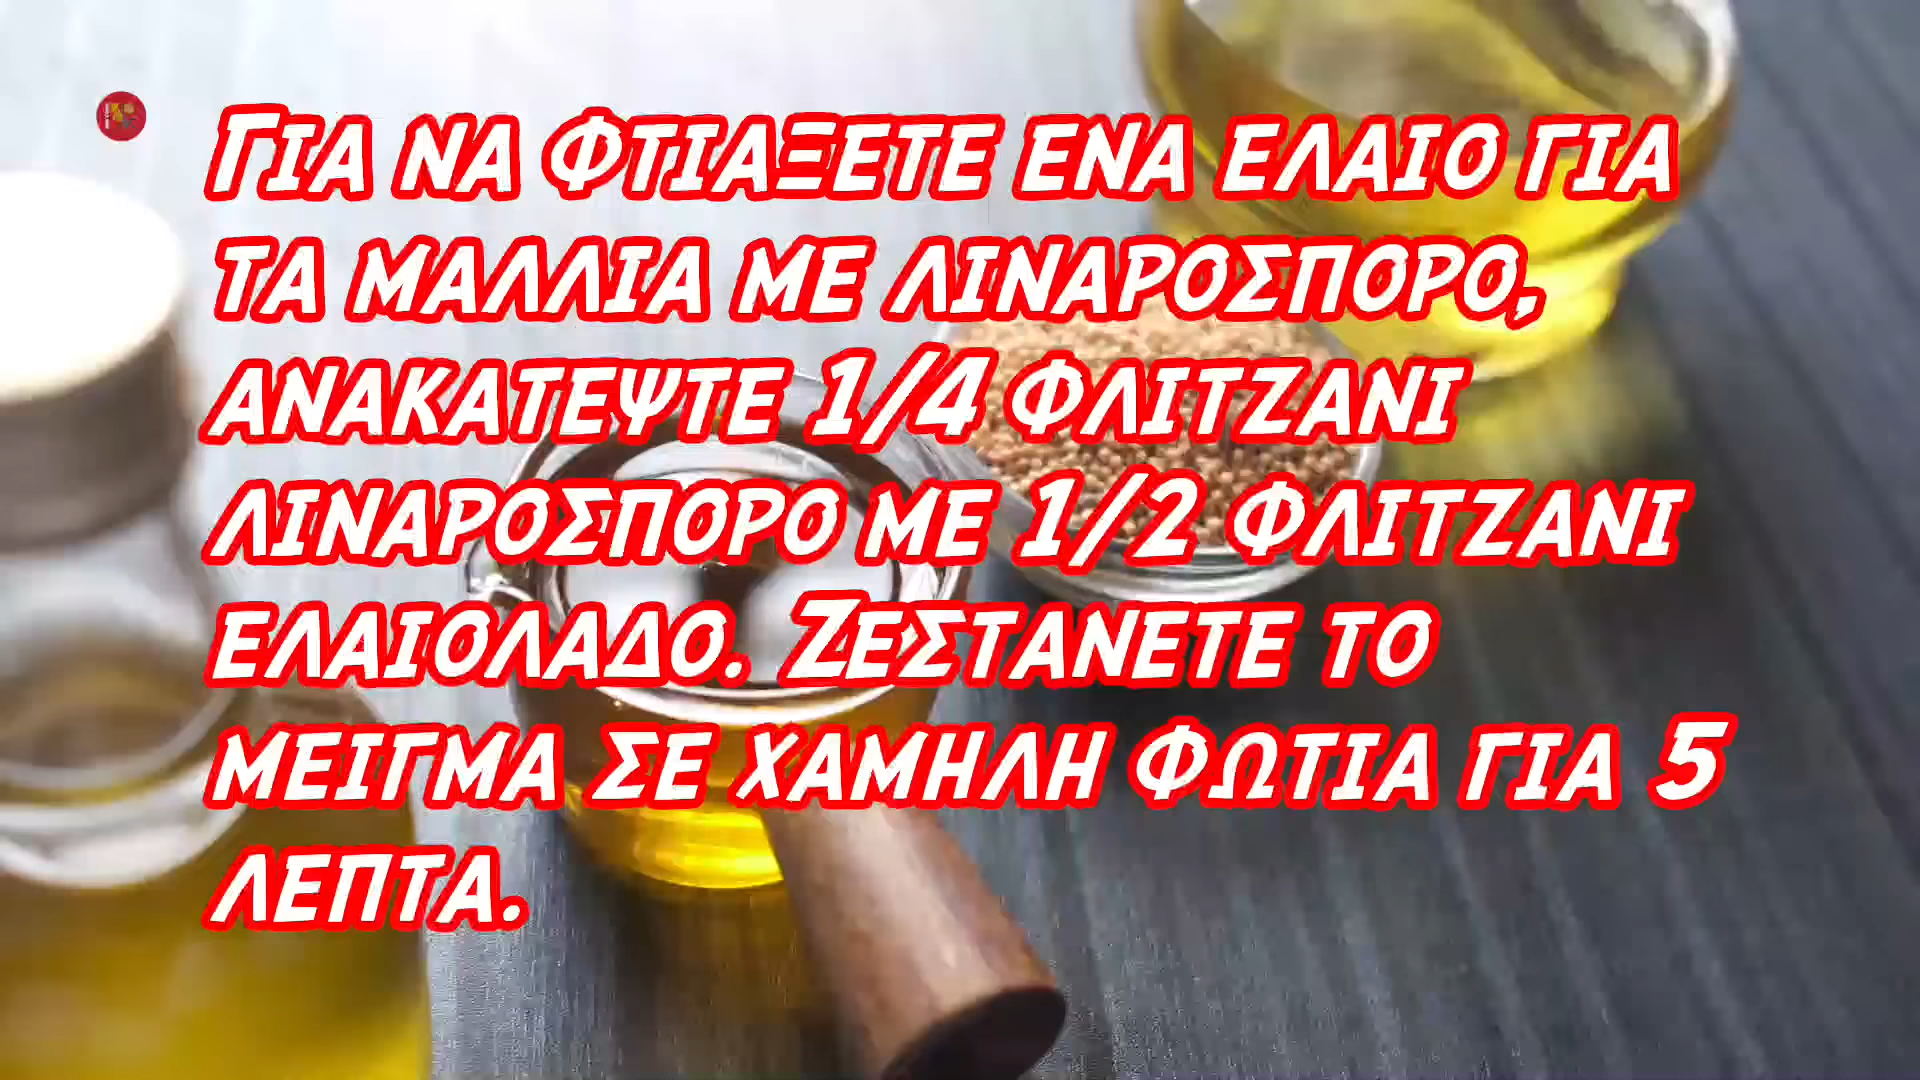 Για να φτιαξετε ενα ελαιο για
τα μαλλια με λιναροσπορο,
ανακατεψτε 1/4 φλιτζανι
λιναροσπορο με 1/2 φλιτζανι
ελαιολαδο. Ζεστανετε το
μειγμα σε χαμηλη φωτια για 5
λεπτα.